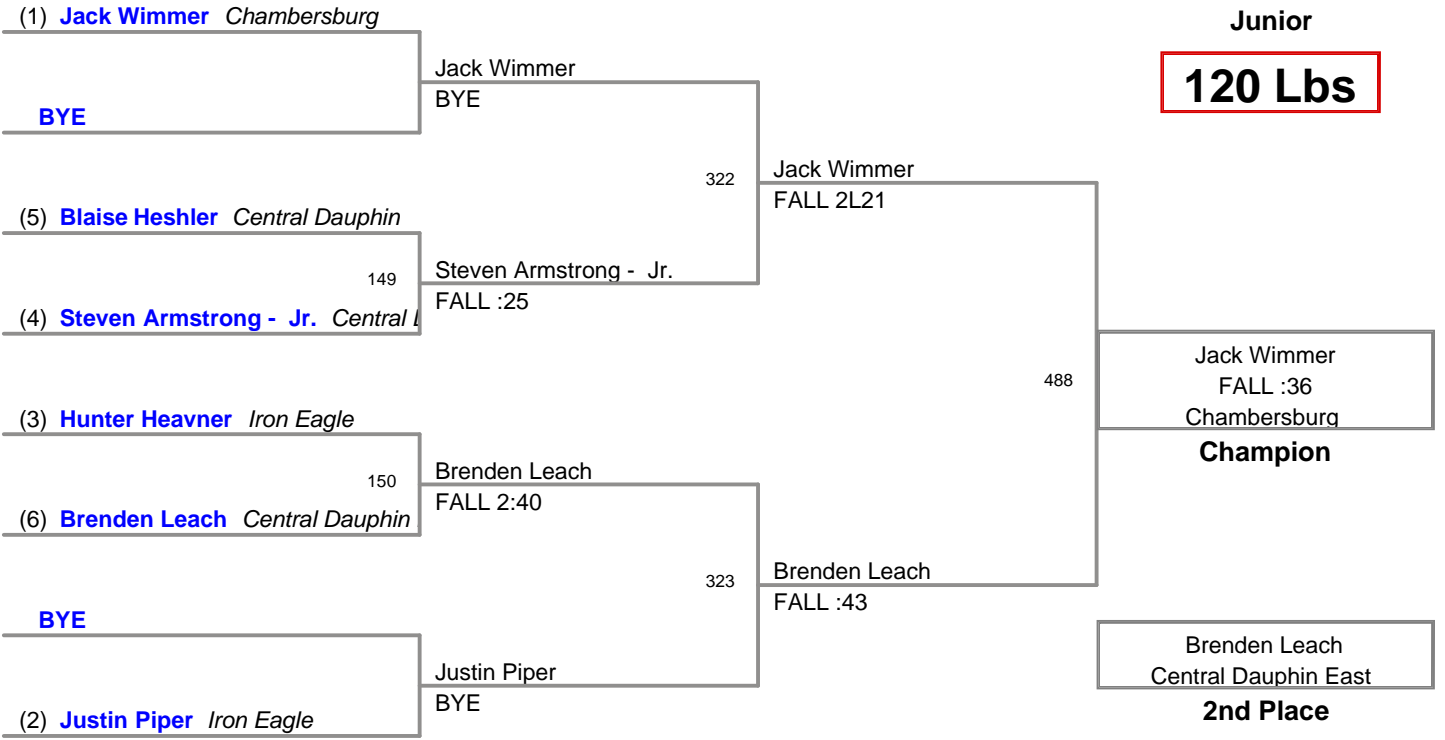 (1) Jack Wimmer Chambersburg
Junior
120 Lbs
Jack Wimmer
BYE
BYE
322
Jack Wimmer
FALL 2L21
(5) Blaise Heshler Central Dauphin
149
Steven Armstrong - Jr.
FALL :25
(4) Steven Armstrong - Jr. Central
488
Jack Wimmer
FALL :36
Chambersburg
Champion
(3) Hunter Heavner Iron Eagle
150
Brenden Leach
FALL 2:40
(6) Brenden Leach Central Dauphin
323
Brenden Leach
FALL :43
BYE
Justin Piper
BYE
(2) Justin Piper Iron Eagle
Brenden Leach
Central Dauphin East
2nd Place